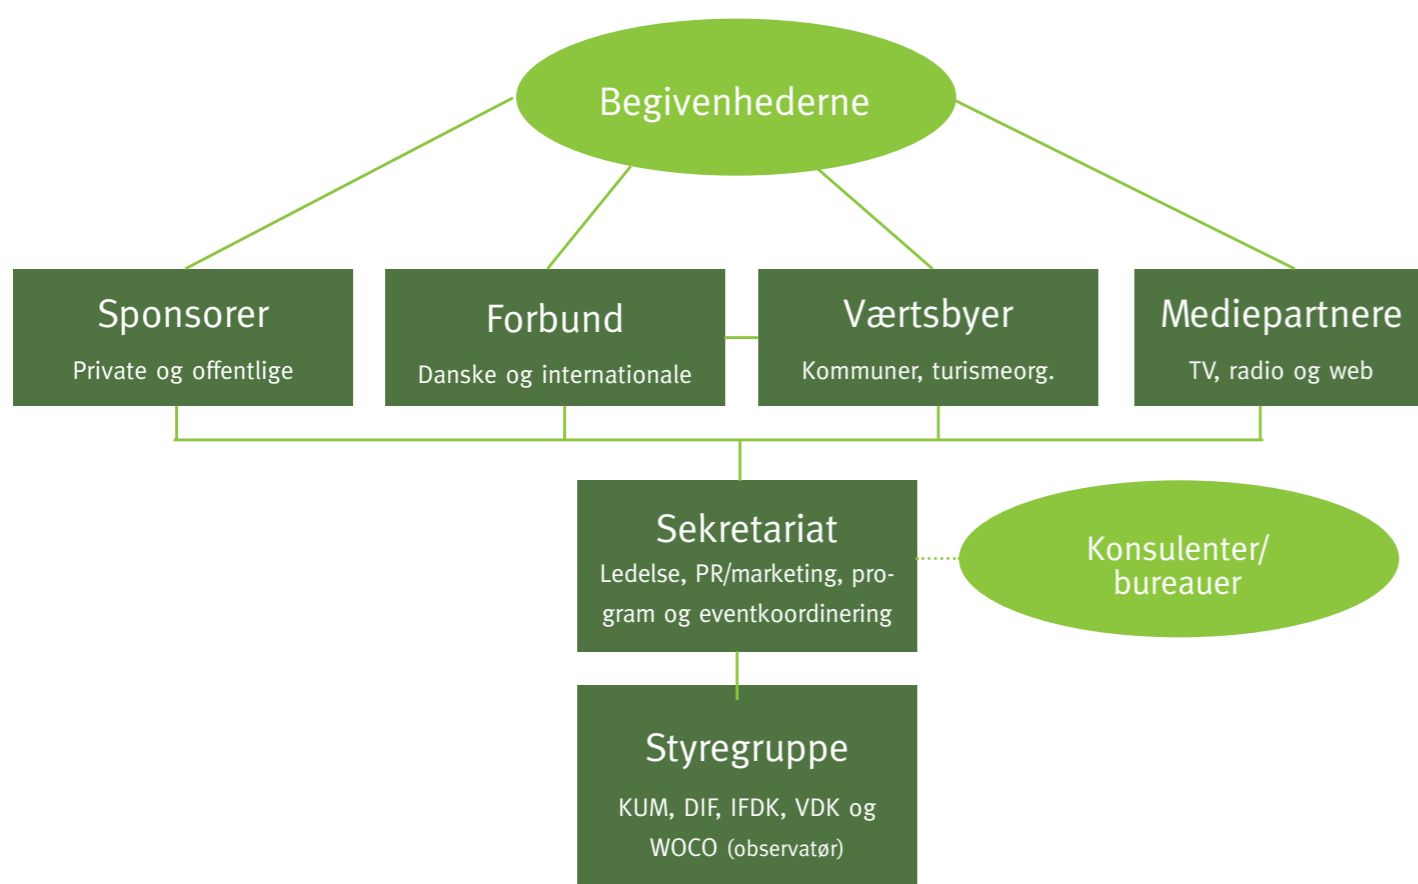 Begivenhederne
Sponsorer
Private og offentlige
Forbund
Danske og internationale
Værtsbyer
Kommuner, turismeorg.
Mediepartnere
TV, radio og web
Sekretariat
Ledelse, PR/marketing, pro-
gram og eventkoordinering
Konsulenter/
bureauer
Styregruppe
KUM, DIF, IFDK, VDK og
WOCO (observatør)